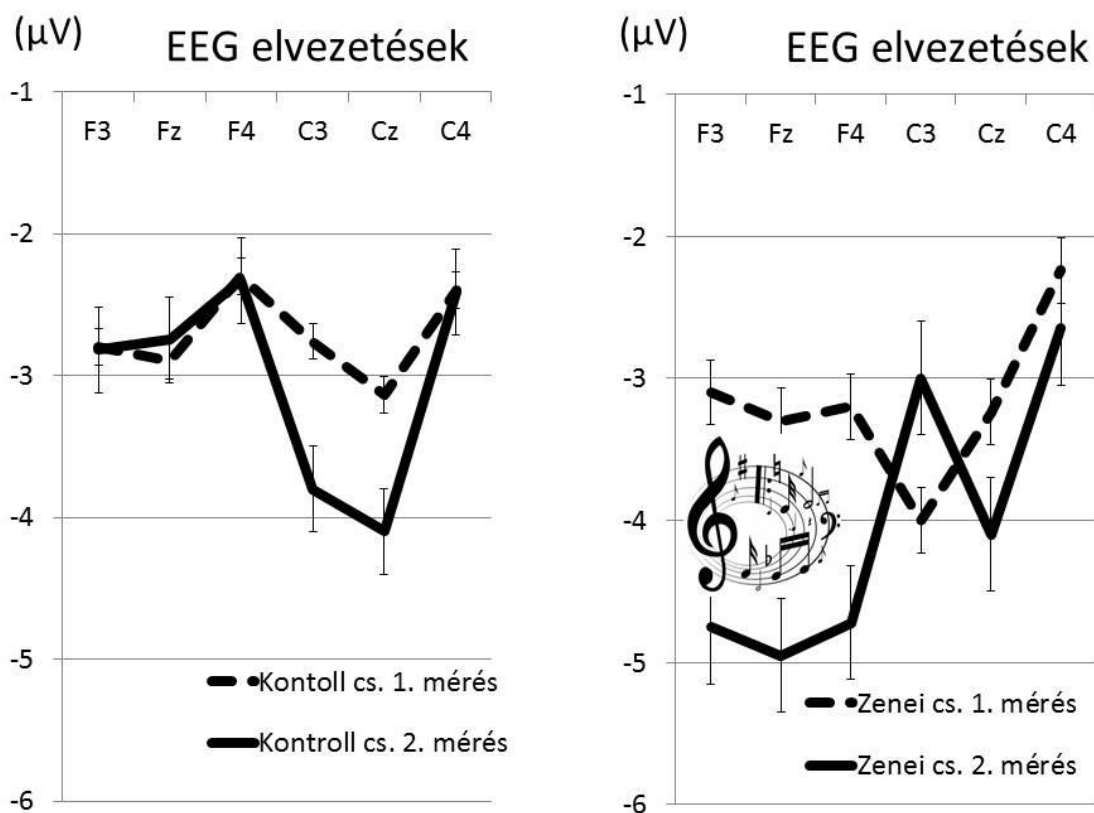 (µV) EEG elvezetések
-1
F3 Fz F4 C3 Cz C4
-2
-3
-4
-5
Kontoll cs. 1. mérés
Kontroll cs. 2. mérés
-6
(µV) EEG elvezetések
-1
F3 Fz F4 C3 Cz C4
-2
-3
-4
-5
Zenei cs. 1. mérés
Zenei cs. 2. mérés
-6